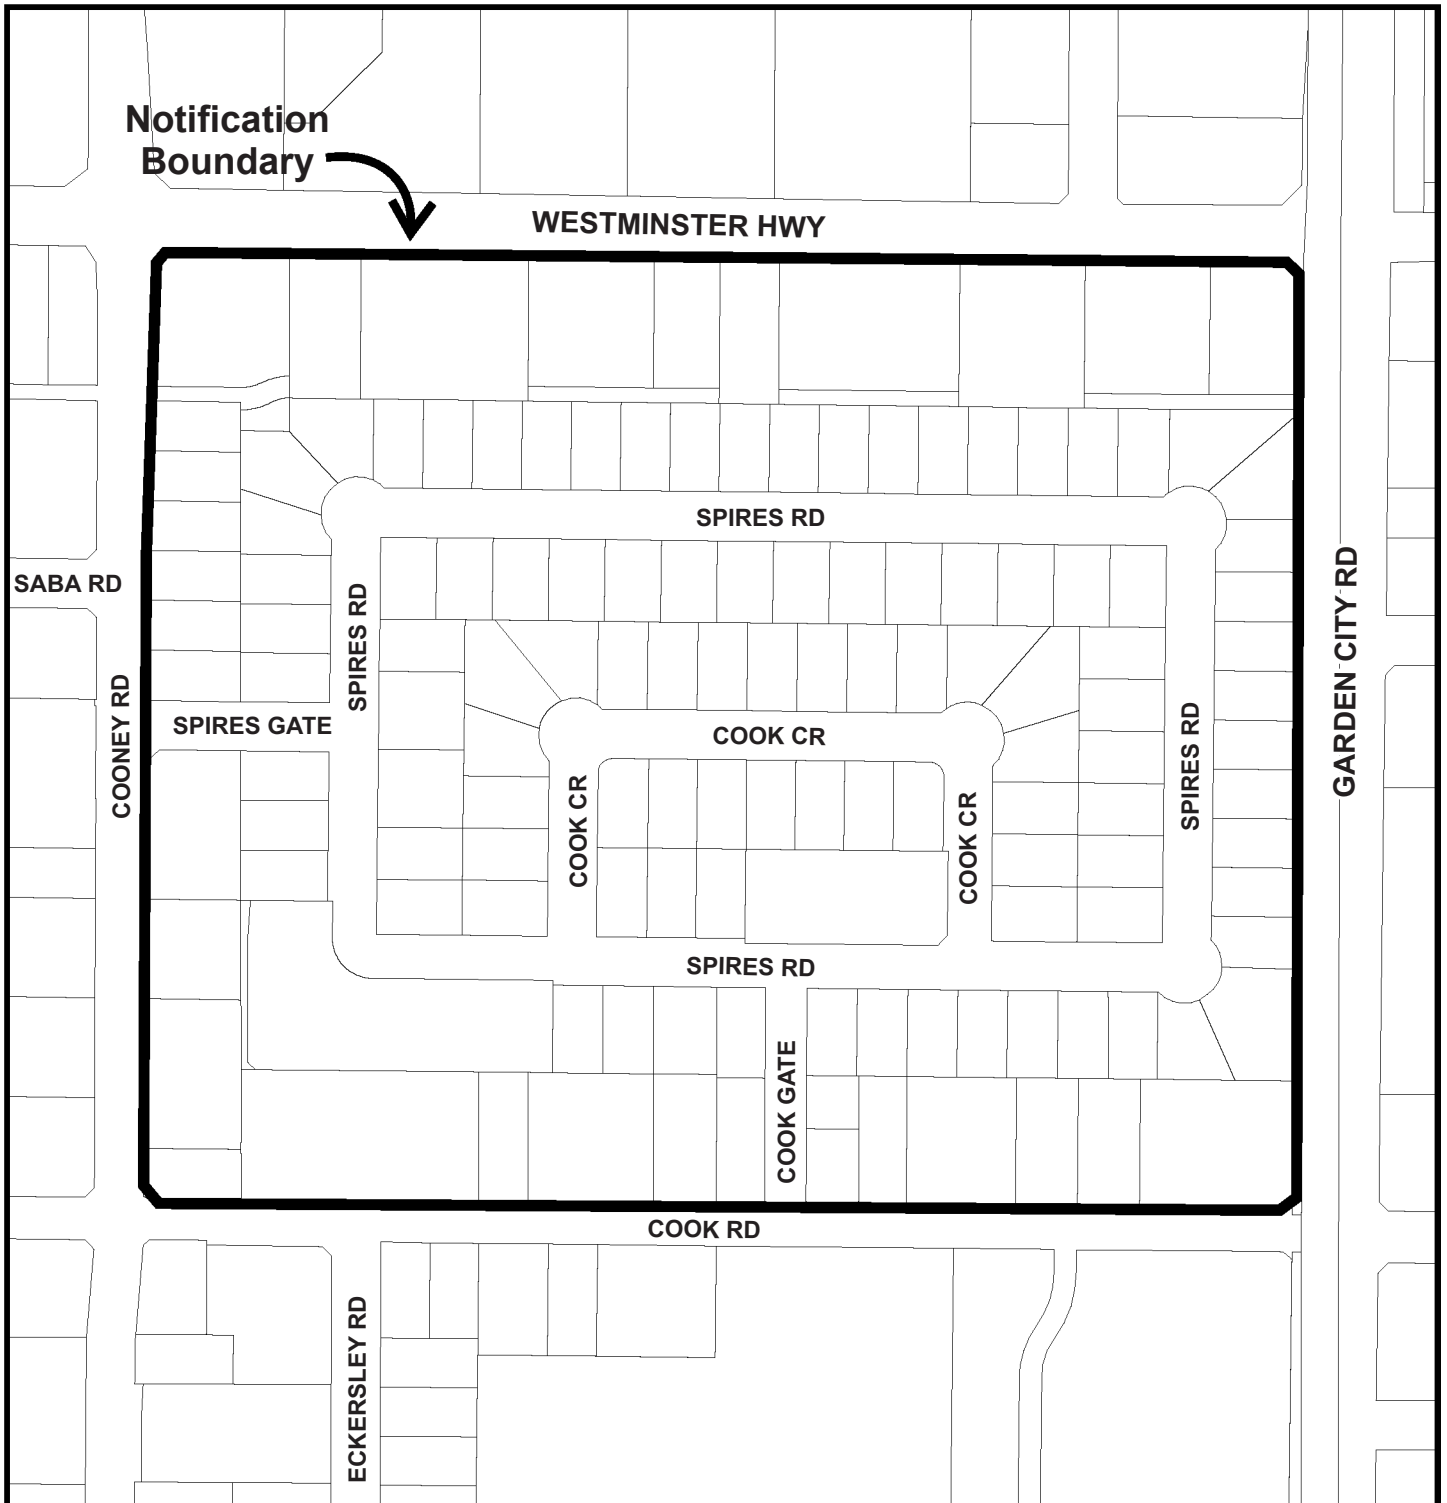 Notification
Boundary
WESTMINSTER HWY
SPIRES RD
SABA RD
SPIRES RD
GARDEN CITY RD
COONEY RD
SPIRES GATE
COOK CR
SPIRES RD
COOK CR
COOK CR
SPIRES RD
COOK GATE
COOK RD
ECKERSLEY RD